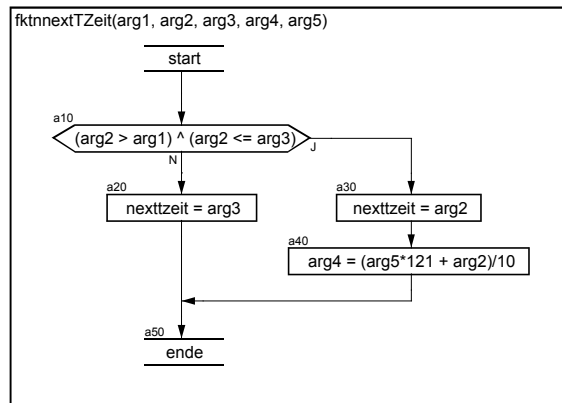 fktnnextTZeit(arg1, arg2, arg3, arg4, arg5)
start
a10
(arg2 > arg1) ^ (arg2 <= arg3)
N
J
a20
nexttzeit = arg3
a30
nexttzeit = arg2
a40
arg4 = (arg5*121 + arg2)/10
a50
ende